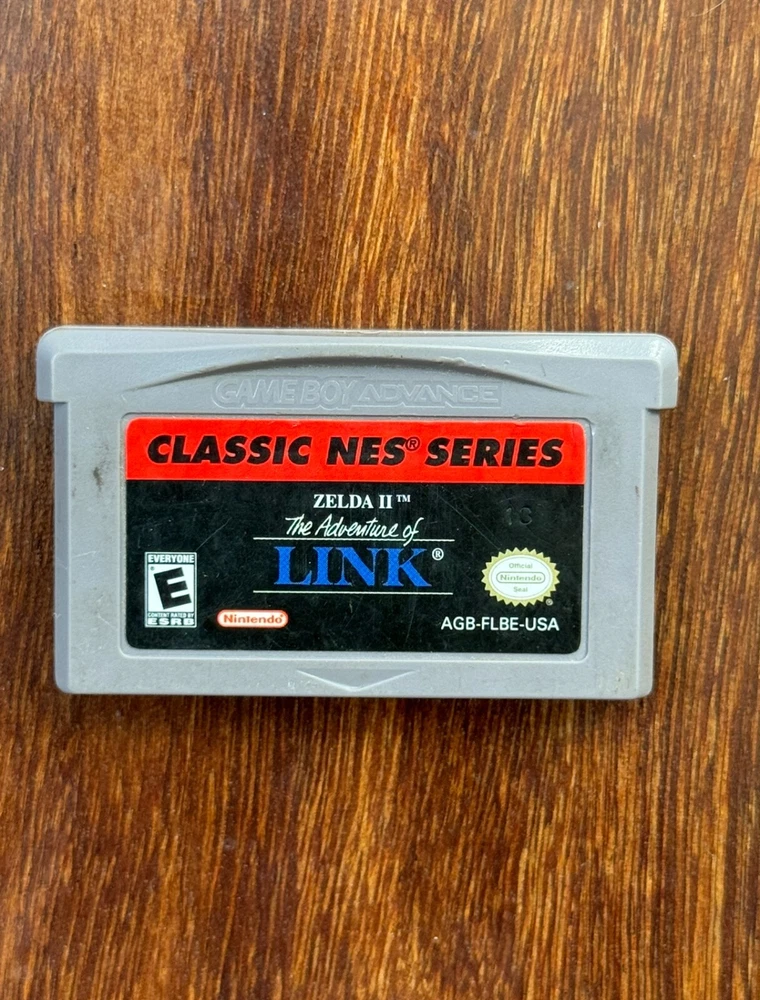 GAME BOY ADVANCE
CLASSIC NES® SERIES
ZELDA II™
The Adventure of
LINK®
EVERYONE
E
CONTENT RATED BY
ESRB
Nintendo®
Official
Nintendo
Seal
®
AGB-FLBE-USA